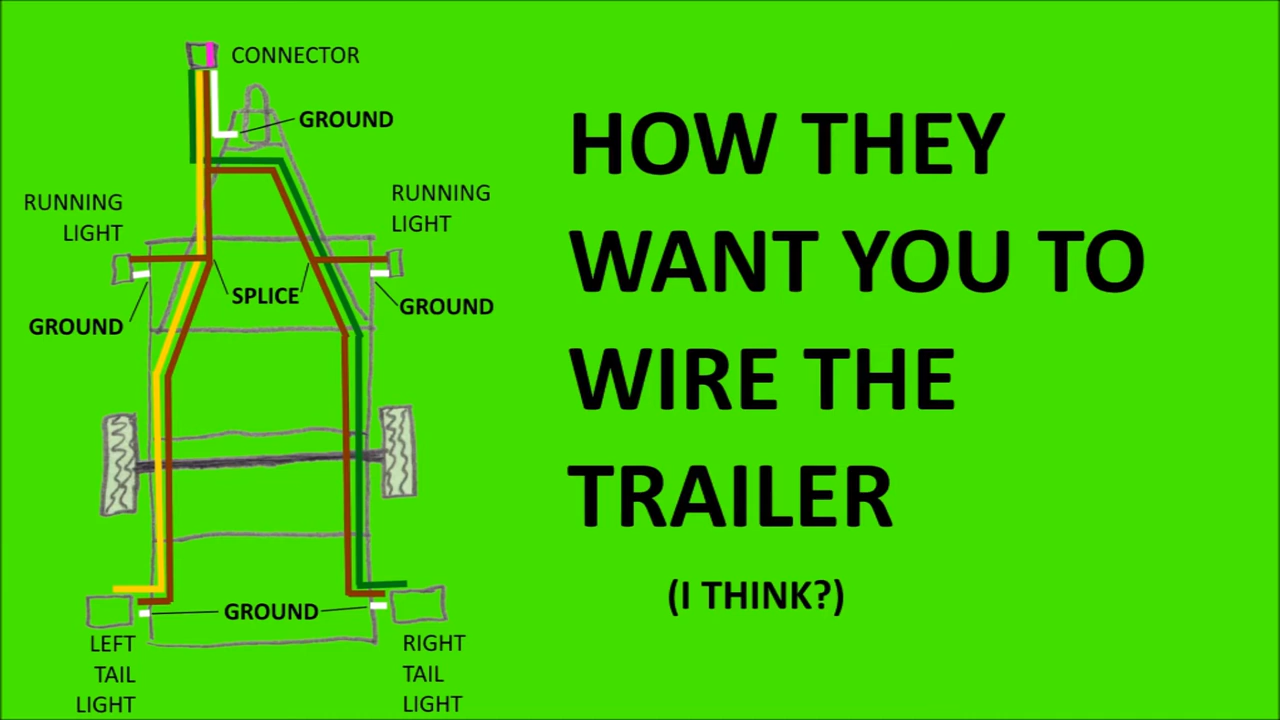 CONNECTOR
GROUND
RUNNING
LIGHT
RUNNING
LIGHT
SPLICE
GROUND
GROUND
GROUND
LEFT
TAIL
LIGHT
RIGHT
TAIL
LIGHT
HOW THEY
WANT YOU TO
WIRE THE
TRAILER
(I THINK?)